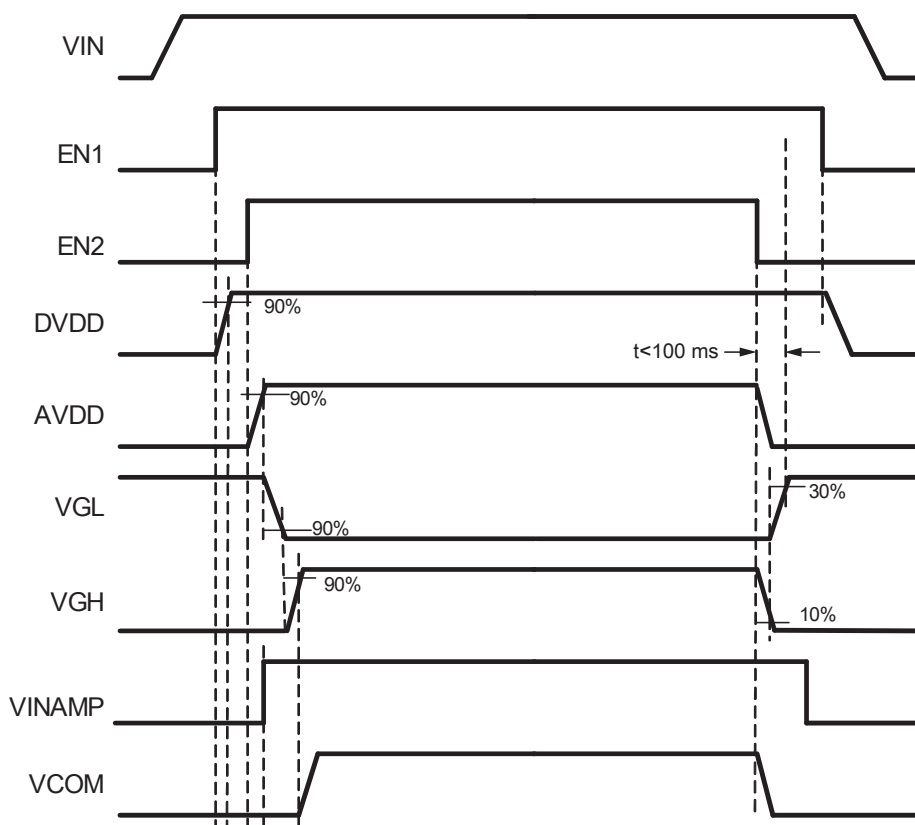 VIN
EN1
EN2
DVDD
90%
t<100 ms
AVDD
90%
VGL
30%
90%
VGH
90%
10%
VINAMP
VCOM